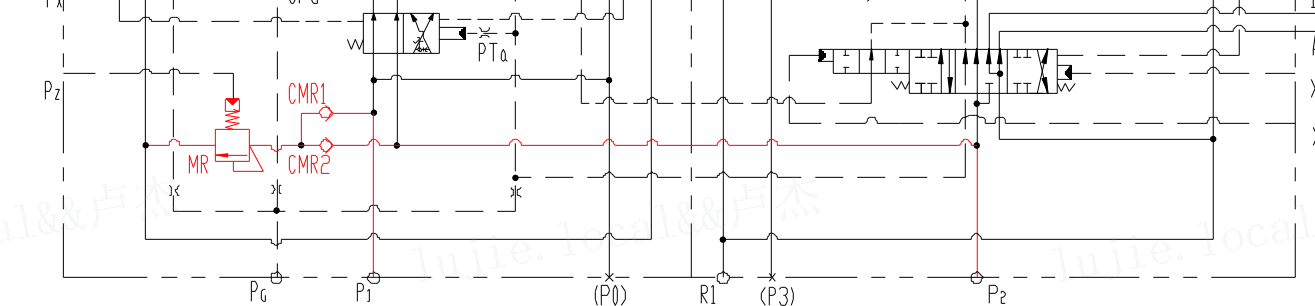 PTa
Pz
CMR1
MR
CMR2
local&&卢杰
lujie.local&&卢杰
lujie.local
PG
P1
(P0)
R1
(P3)
P2